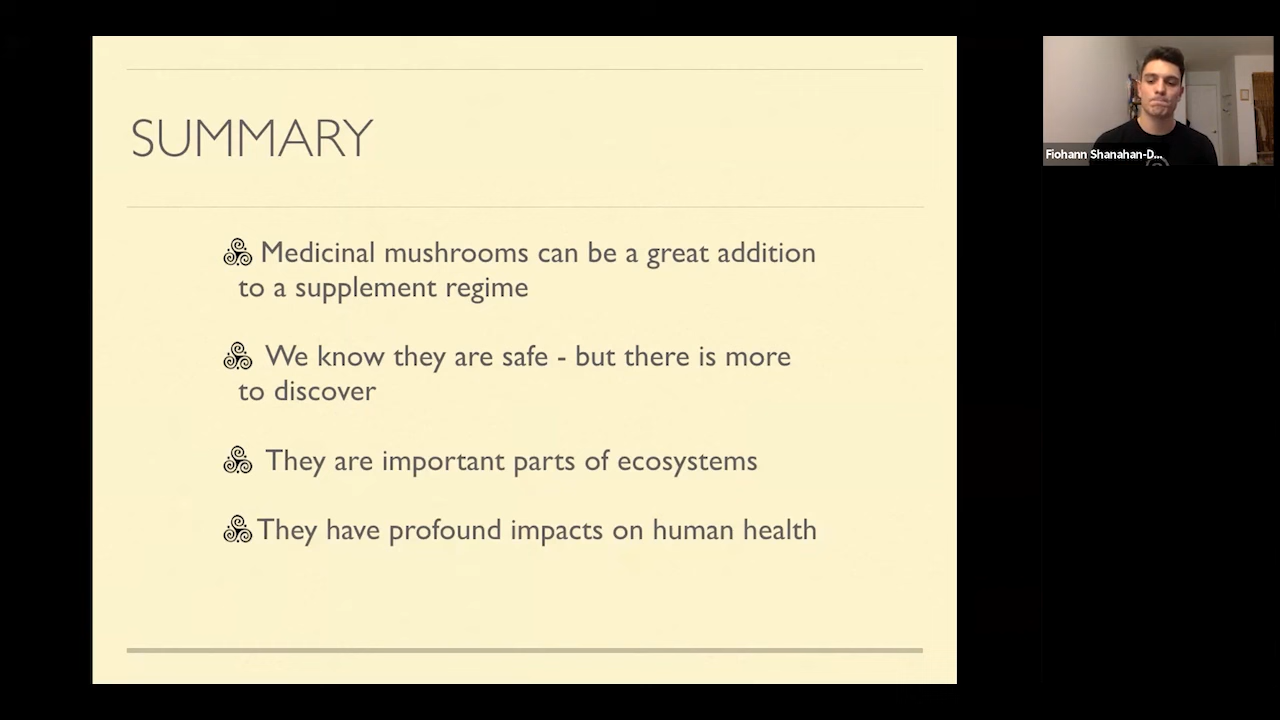 SUMMARY
Medicinal mushrooms can be a great addition
to a supplement regime
We know they are safe - but there is more
to discover
They are important parts of ecosystems
They have profound impacts on human health
Fiohann Shanahan-D...